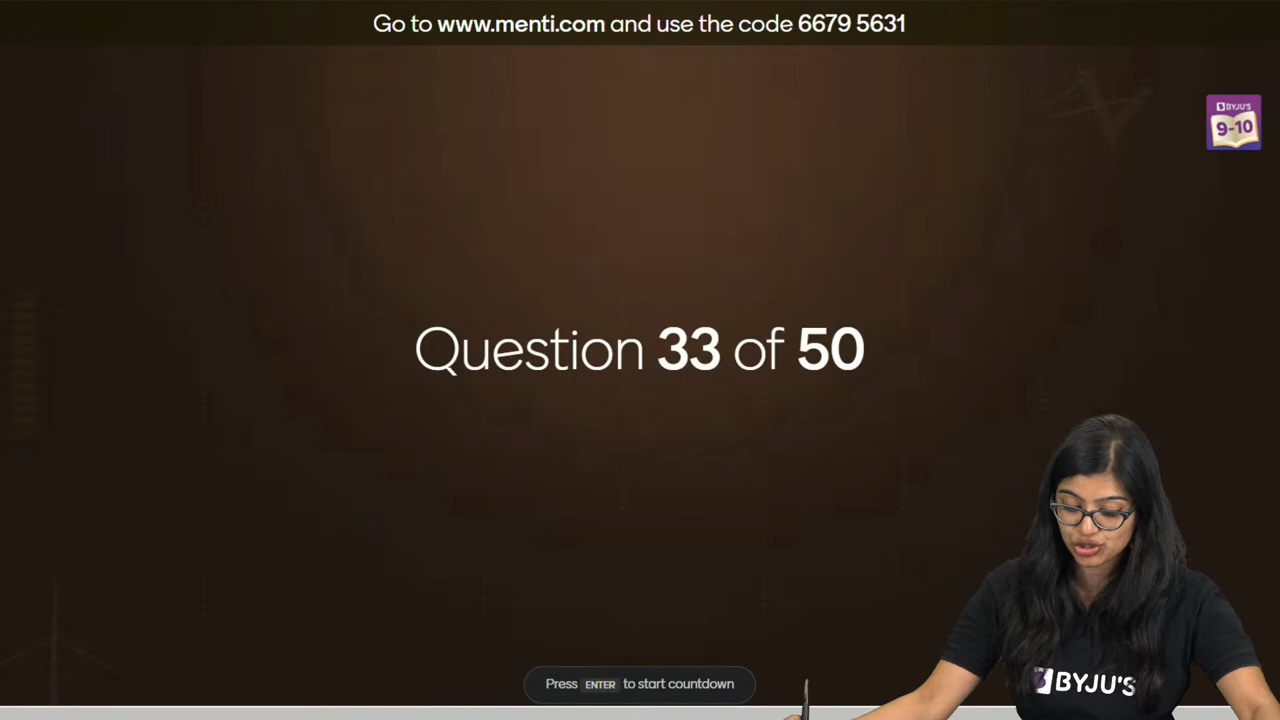 Go to www.menti.com and use the code 6679 5631
BYJU'S
9-10
Question 33 of 50
Press ENTER to start countdown
BYJU'S